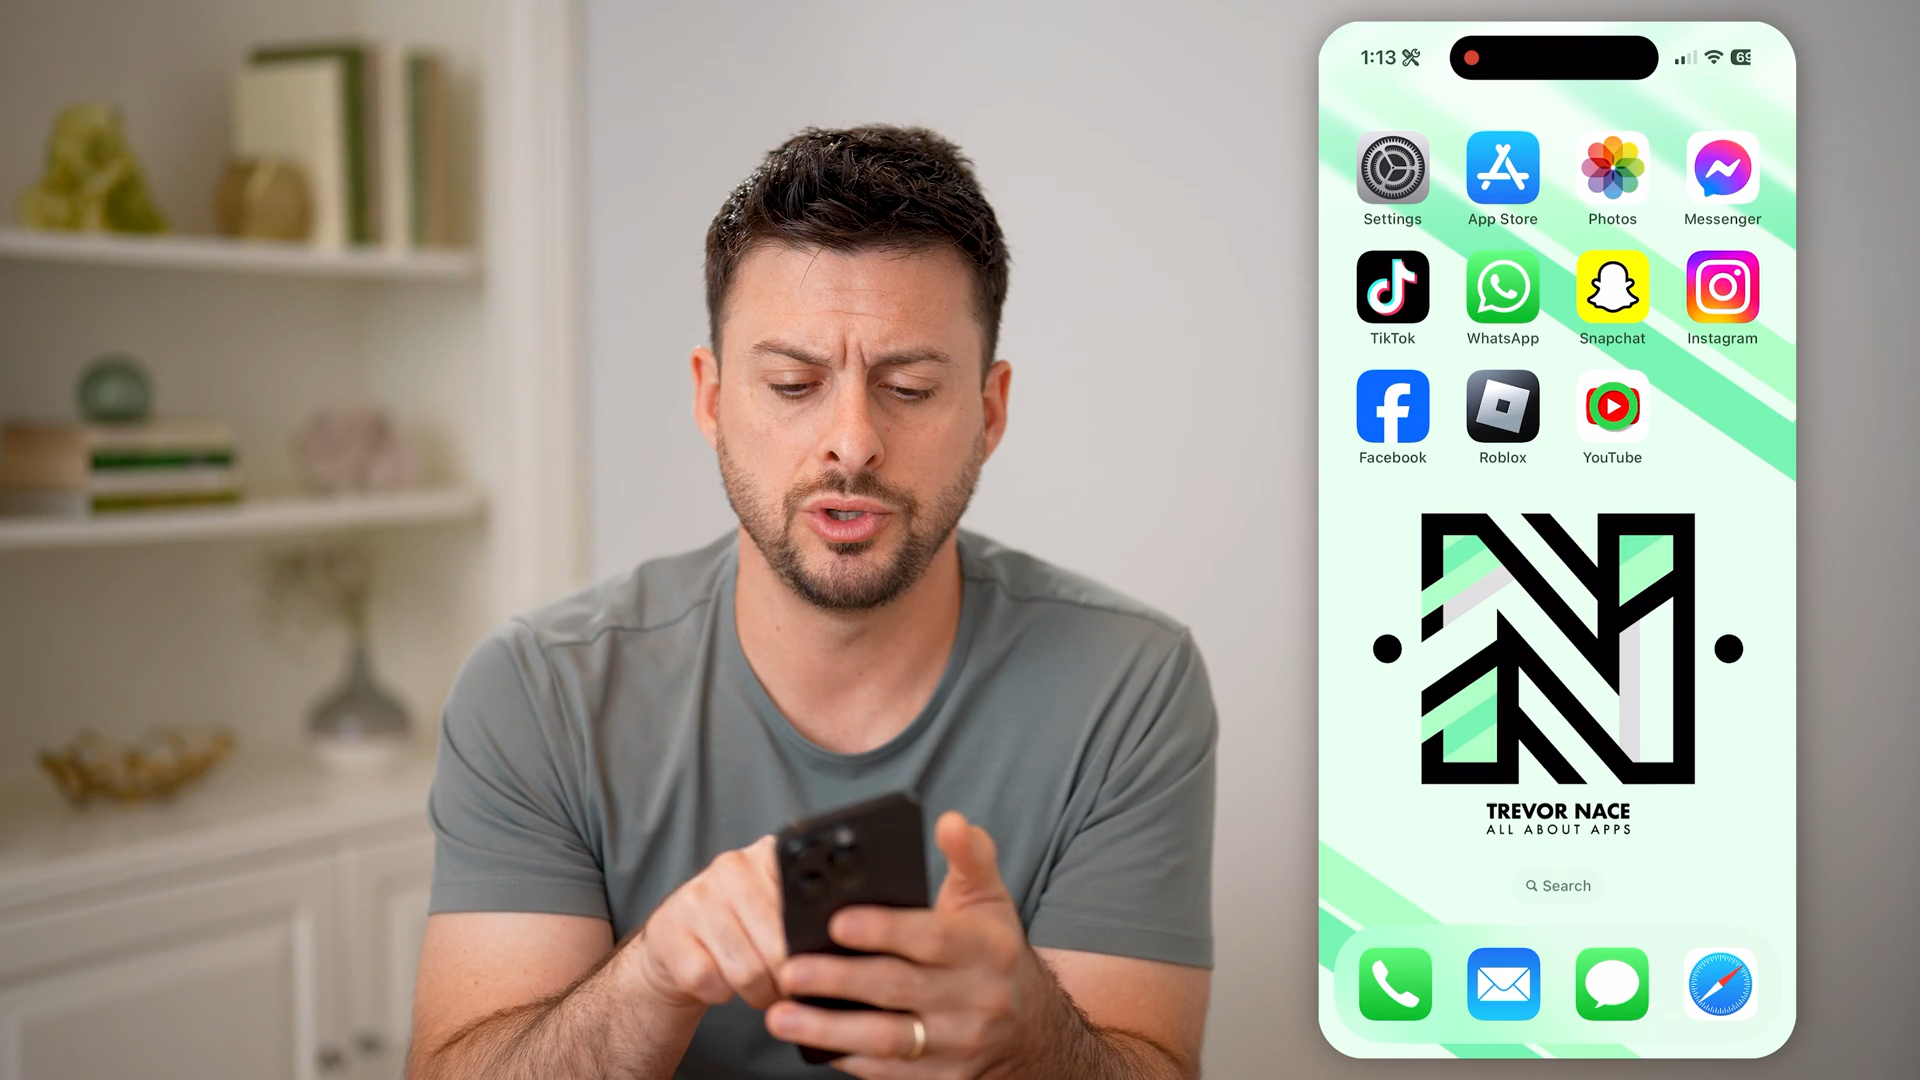 1:13
69
Settings
App Store
Photos
Messenger
TikTok
WhatsApp
Snapchat
Instagram
Facebook
Roblox
YouTube
TREVOR NACE
ALL ABOUT APPS
Search